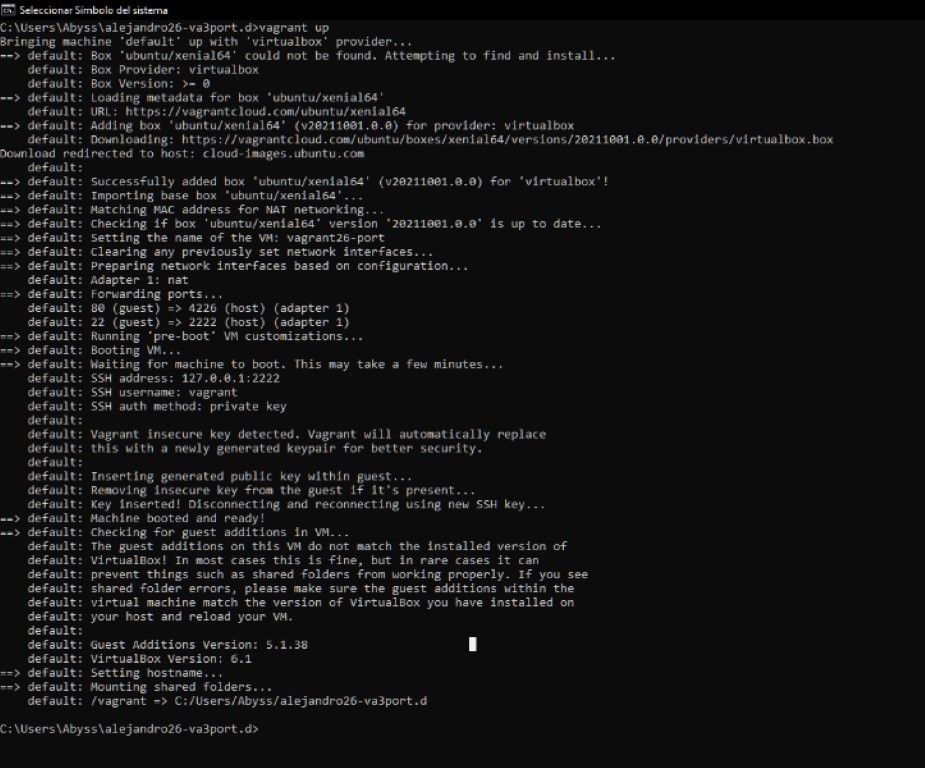 Seleccionar Símbolo del sistema
C:\Users\Abyss\alejandro26-va3port.d>vagrant up
Bringing machine 'default' up with 'virtualbox' provider...
==> default: Box 'ubuntu/xenial64' could not be found. Attempting to find and install...
    default: Box Provider: virtualbox
    default: Box Version: >= 0
==> default: Loading metadata for box 'ubuntu/xenial64'
    default: URL: https://vagrantcloud.com/ubuntu/xenial64
==> default: Adding box 'ubuntu/xenial64' (v20211001.0.0) for provider: virtualbox
    default: Downloading: https://vagrantcloud.com/ubuntu/boxes/xenial64/versions/20211001.0.0/providers/virtualbox.box
Download redirected to host: cloud-images.ubuntu.com
    default:
==> default: Successfully added box 'ubuntu/xenial64' (v20211001.0.0) for 'virtualbox'!
==> default: Importing base box 'ubuntu/xenial64'...
==> default: Matching MAC address for NAT networking...
==> default: Checking if box 'ubuntu/xenial64' version '20211001.0.0' is up to date...
==> default: Setting the name of the VM: vagrant26-port
==> default: Clearing any previously set network interfaces...
==> default: Preparing network interfaces based on configuration...
    default: Adapter 1: nat
==> default: Forwarding ports...
    default: 80 (guest) => 4226 (host) (adapter 1)
    default: 22 (guest) => 2222 (host) (adapter 1)
==> default: Running 'pre-boot' VM customizations...
==> default: Booting VM...
==> default: Waiting for machine to boot. This may take a few minutes...
    default: SSH address: 127.0.0.1:2222
    default: SSH username: vagrant
    default: SSH auth method: private key
    default:
    default: Vagrant insecure key detected. Vagrant will automatically replace
    default: this with a newly generated keypair for better security.
    default:
    default: Inserting generated public key within guest...
    default: Removing insecure key from the guest if it's present...
    default: Key inserted! Disconnecting and reconnecting using new SSH key...
==> default: Machine booted and ready!
==> default: Checking for guest additions in VM...
    default: The guest additions on this VM do not match the installed version of
    default: VirtualBox! In most cases this is fine, but in rare cases it can
    default: prevent things such as shared folders from working properly. If you see
    default: shared folder errors, please make sure the guest additions within the
    default: virtual machine match the version of VirtualBox you have installed on
    default: your host and reload your VM.
    default:
    default: Guest Additions Version: 5.1.38
    default: VirtualBox Version: 6.1
==> default: Setting hostname...
==> default: Mounting shared folders...
    default: /vagrant => C:/Users/Abyss/alejandro26-va3port.d
C:\Users\Abyss\alejandro26-va3port.d>